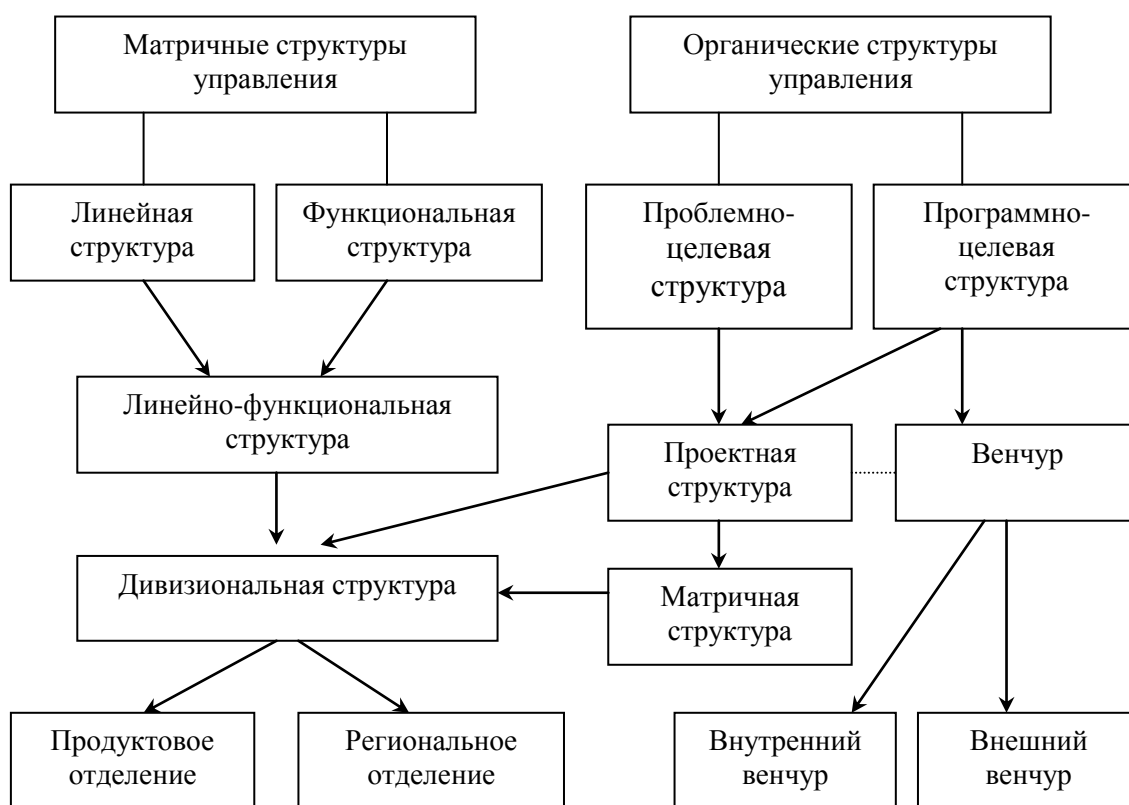 Матричные структуры
управления
Органические структуры
управления
Линейная
структура
Функциональная
структура
Проблемно-
целевая
структура
Программно-
целевая
структура
Линейно-функциональная
структура
Проектная
структура
Венчур
Дивизиональная структура
Матричная
структура
Продуктовое
отделение
Региональное
отделение
Внутренний
венчур
Внешний
венчур